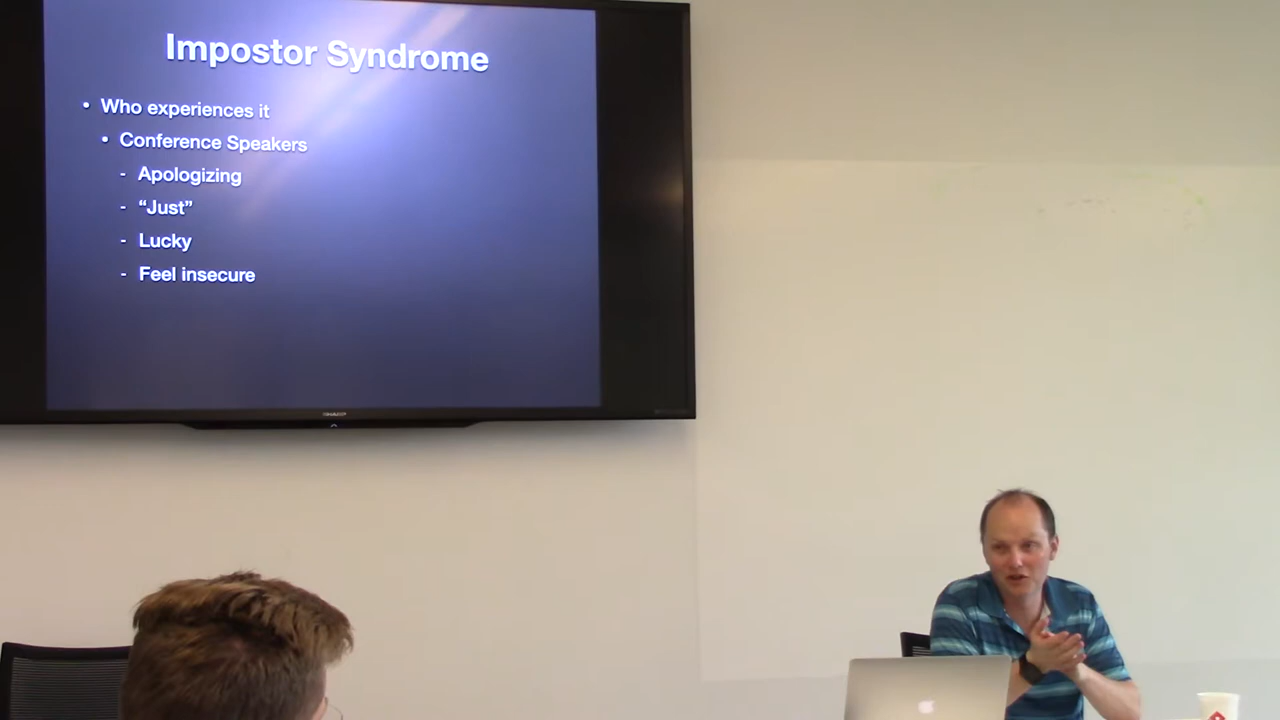 Impostor Syndrome
• Who experiences it
• Conference Speakers
- Apologizing
- “Just”
- Lucky
- Feel insecure